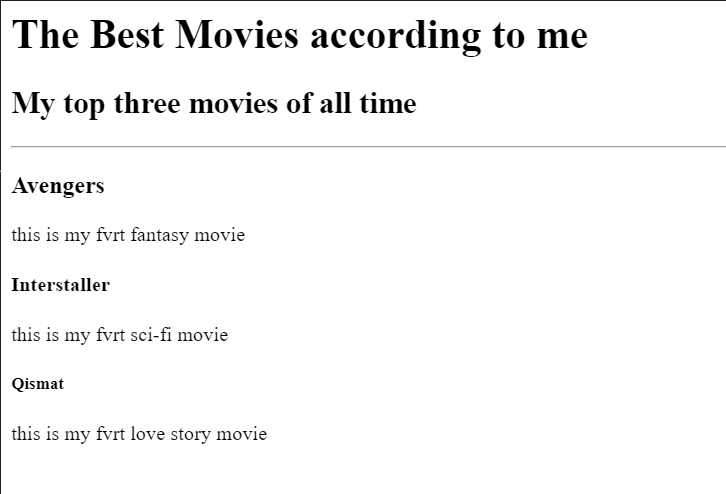 The Best Movies according to me
My top three movies of all time
Avengers
this is my fvrt fantasy movie
Interstaller
this is my fvrt sci-fi movie
Qismat
this is my fvrt love story movie